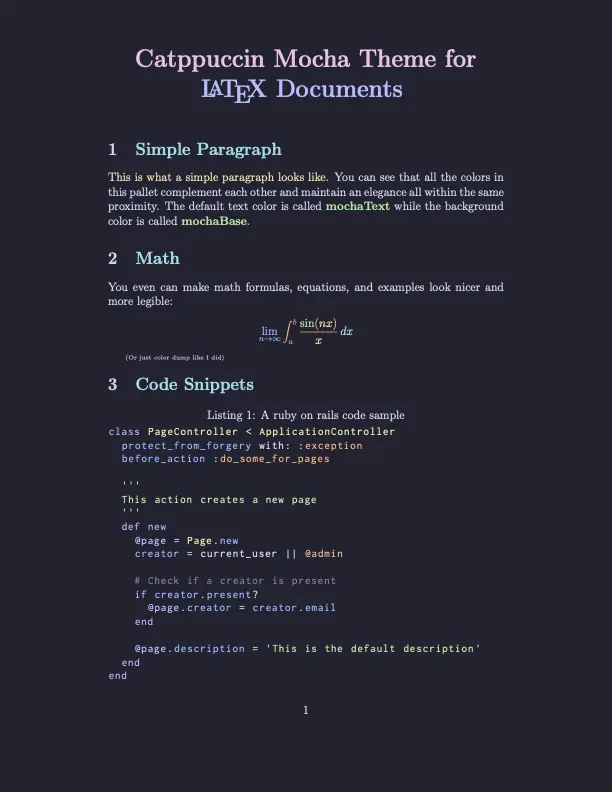 Catppuccin Mocha Theme for
LATEX Documents
1 Simple Paragraph
This is what a simple paragraph looks like. You can see that all the colors in
this pallet complement each other and maintain an elegance all within the same
proximity. The default text color is called mochaText while the background
color is called mochaBase.
2 Math
You even can make math formulas, equations, and examples look nicer and
more legible:
lim n→∞ ∫_a^b sin(nx)/x dx
(Or just color dump like I did)
3 Code Snippets
Listing 1: A ruby on rails code sample
class PageController < ApplicationController
  protect_from_forgery with: :exception
  before_action :do_some_for_pages
  '''
  This action creates a new page
  '''
  def new
    @page = Page.new
    creator = current_user || @admin
    # Check if a creator is present
    if creator.present?
      @page.creator = creator.email
    end
    @page.description = 'This is the default description'
  end
end
1